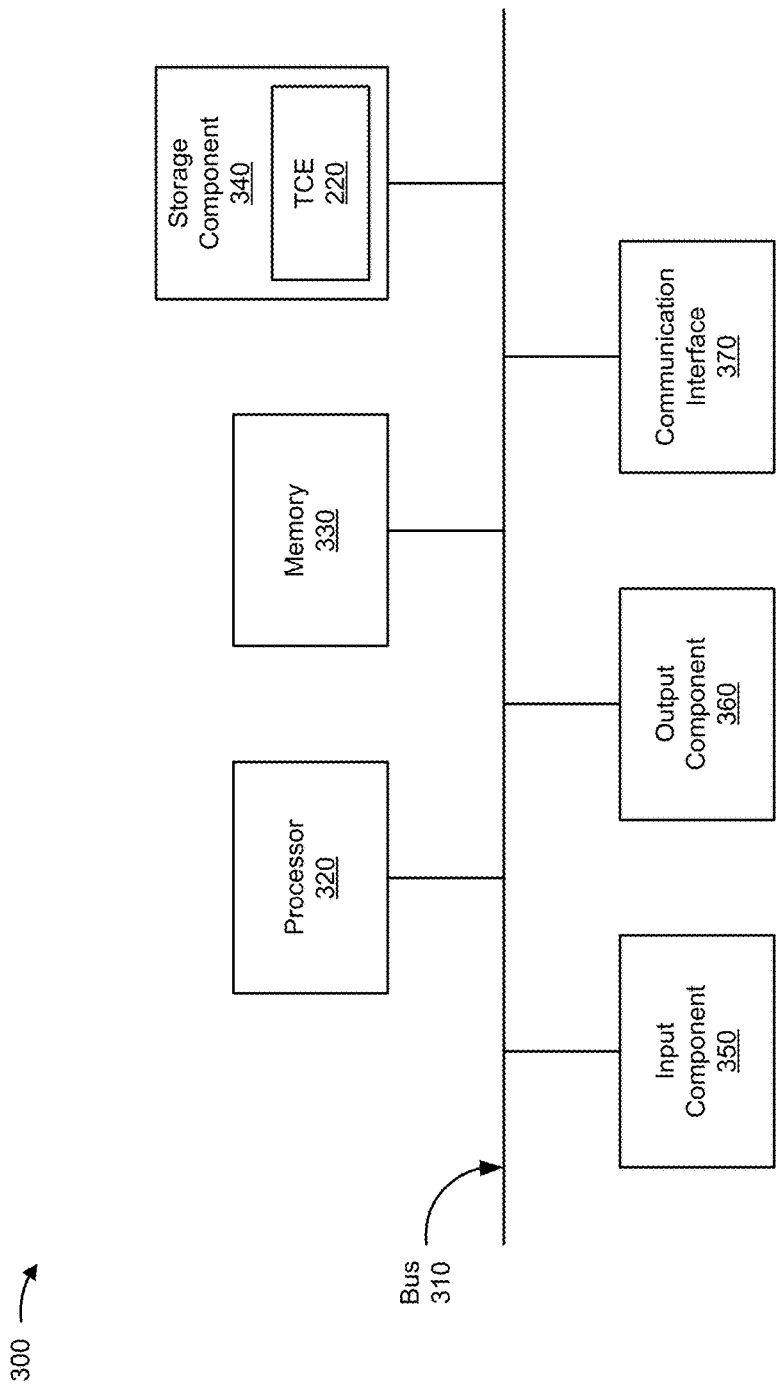 300
Bus
310
Processor
320
Memory
330
Storage
Component
340
TCE
220
Input
Component
350
Output
Component
360
Communication
Interface
370